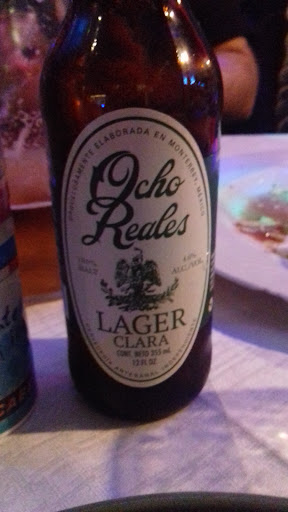 ELABORADA EN MONTERREY MEXICO
Ocho
Reales
100%
MALT
4.6%
ALC./VOL.
LAGER
CLARA
CONT. NETO 355 mL
12 FL OZ